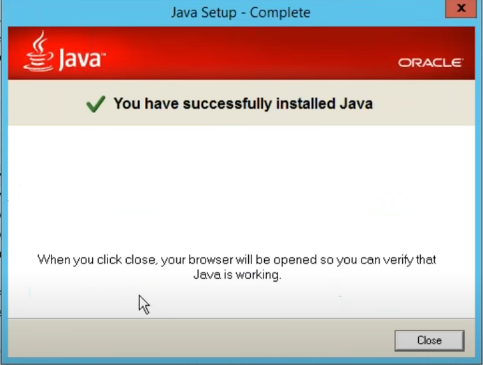 Java Setup - Complete
x
Java™
ORACLE®
You have successfully installed Java
When you click close, your browser will be opened so you can verify that
Java is working.
Close